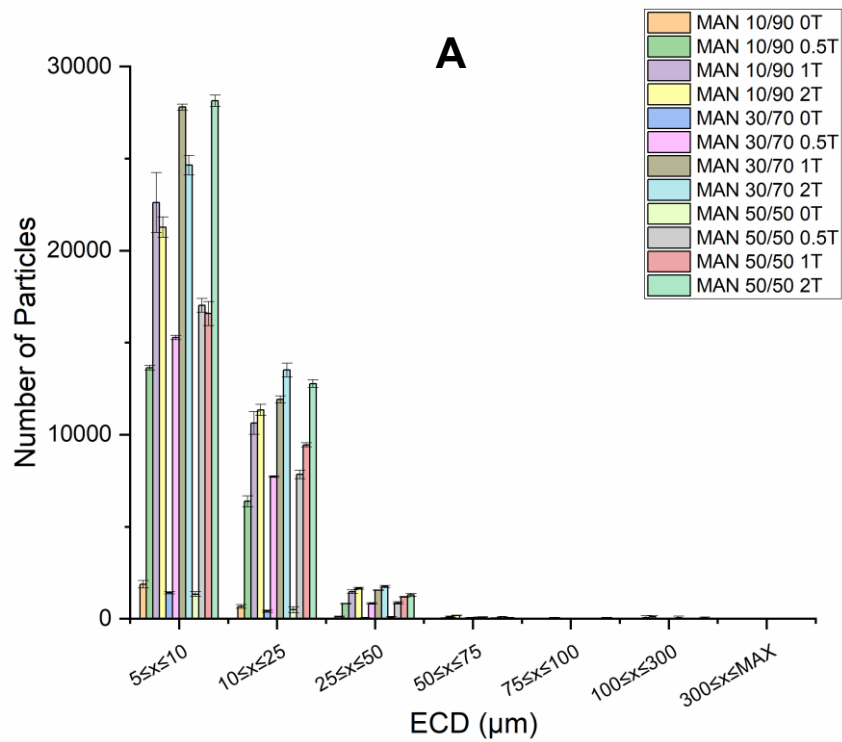 A
MAN 10/90 0T
MAN 10/90 0.5T
MAN 10/90 1T
MAN 10/90 2T
MAN 30/70 0T
MAN 30/70 0.5T
MAN 30/70 1T
MAN 30/70 2T
MAN 50/50 0T
MAN 50/50 0.5T
MAN 50/50 1T
MAN 50/50 2T
Number of Particles
30000
20000
10000
0
5≤x≤10
10≤x≤25
25≤x≤50
50≤x≤75
75≤x≤100
100≤x≤300
300≤x≤MAX
ECD (µm)